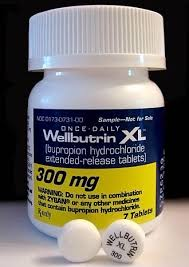 NDC 0173-0731-00 Sample-Not for Sale
ONCE-DAILY
Wellbutrin XL
(bupropion hydrochloride
extended-release tablets)
300 mg
WARNING: Do not use in combination
with ZYBAN® or any other medicines
that contain bupropion hydrochloride.
7 Tablets
WELLBUTRIN
XL
300